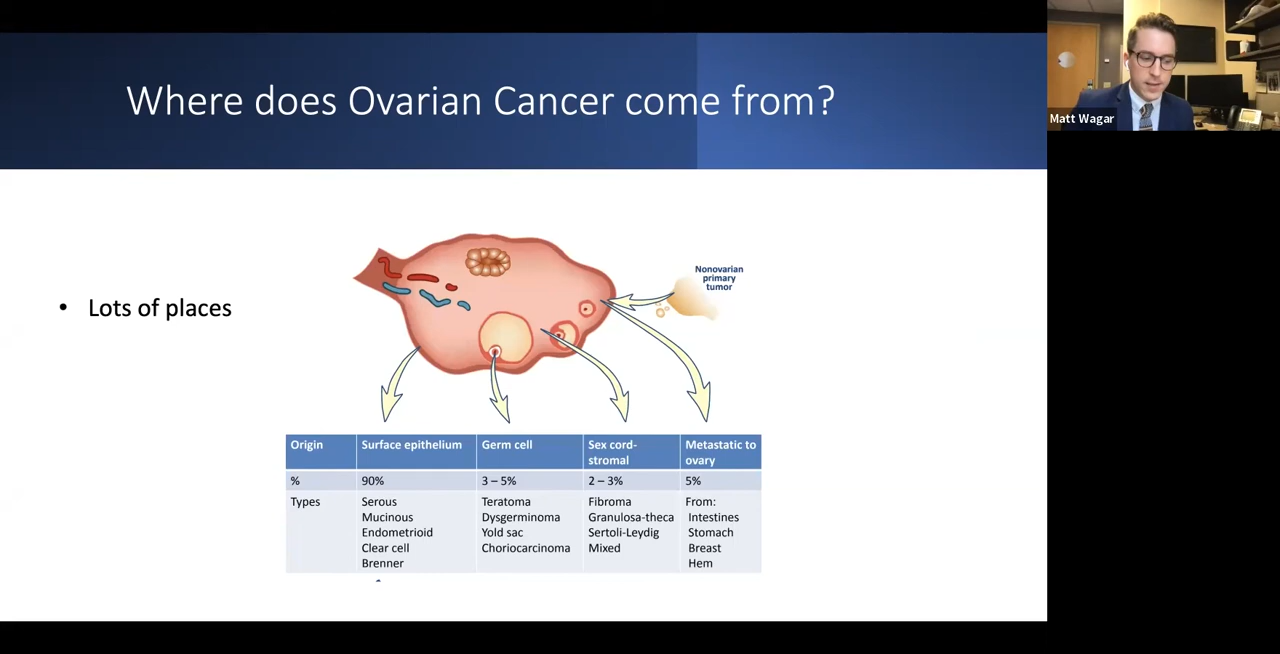 Where does Ovarian Cancer come from?
Matt Wagar
• Lots of places
Nonovarian
primary
tumor
Origin Surface epithelium Germ cell Sex cord-stromal Metastatic to ovary
% 90% 3 – 5% 2 – 3% 5%
Types Serous Teratoma Fibroma From:
Mucinous Dysgerminoma Granulosa-theca Intestines
Endometrioid Yold sac Sertoli-Leydig Stomach
Clear cell Choriocarcinoma Mixed Breast
Brenner Hem